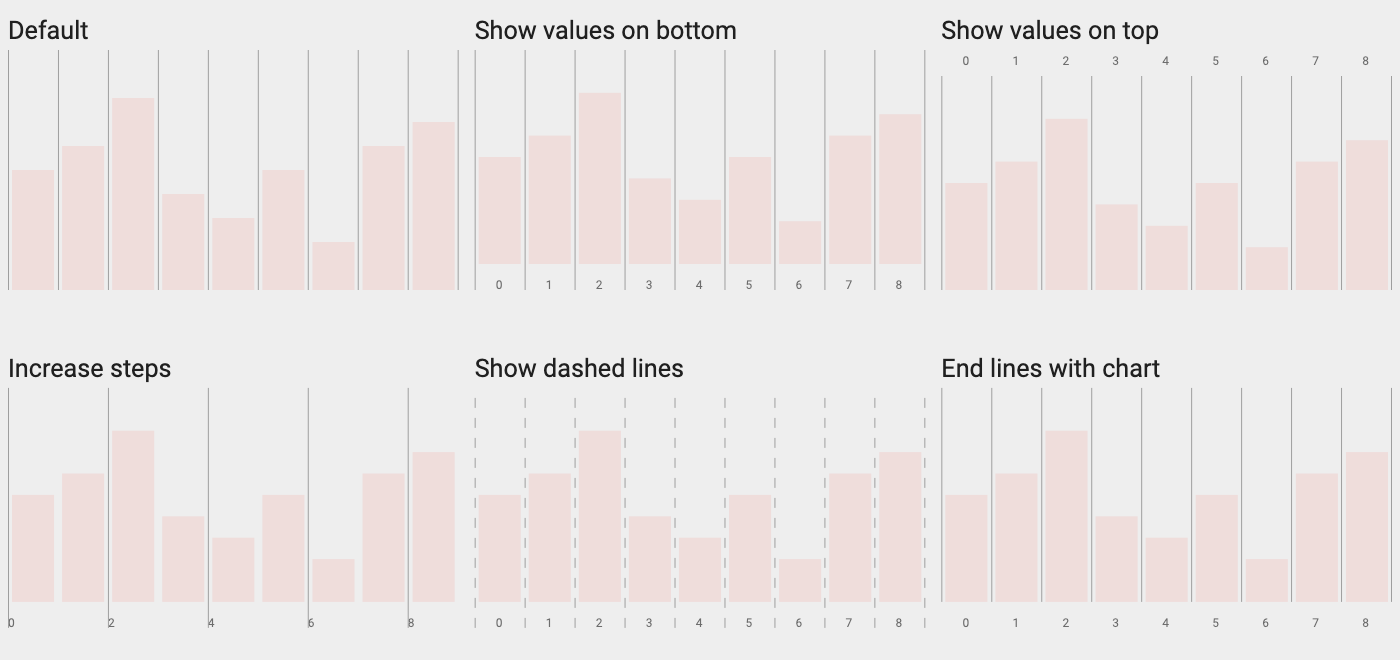 Default
Show values on bottom
Show values on top
0 1 2 3 4 5 6 7 8
0 1 2 3 4 5 6 7 8
Increase steps
Show dashed lines
End lines with chart
0 2 4 6 8
0 1 2 3 4 5 6 7 8
0 1 2 3 4 5 6 7 8